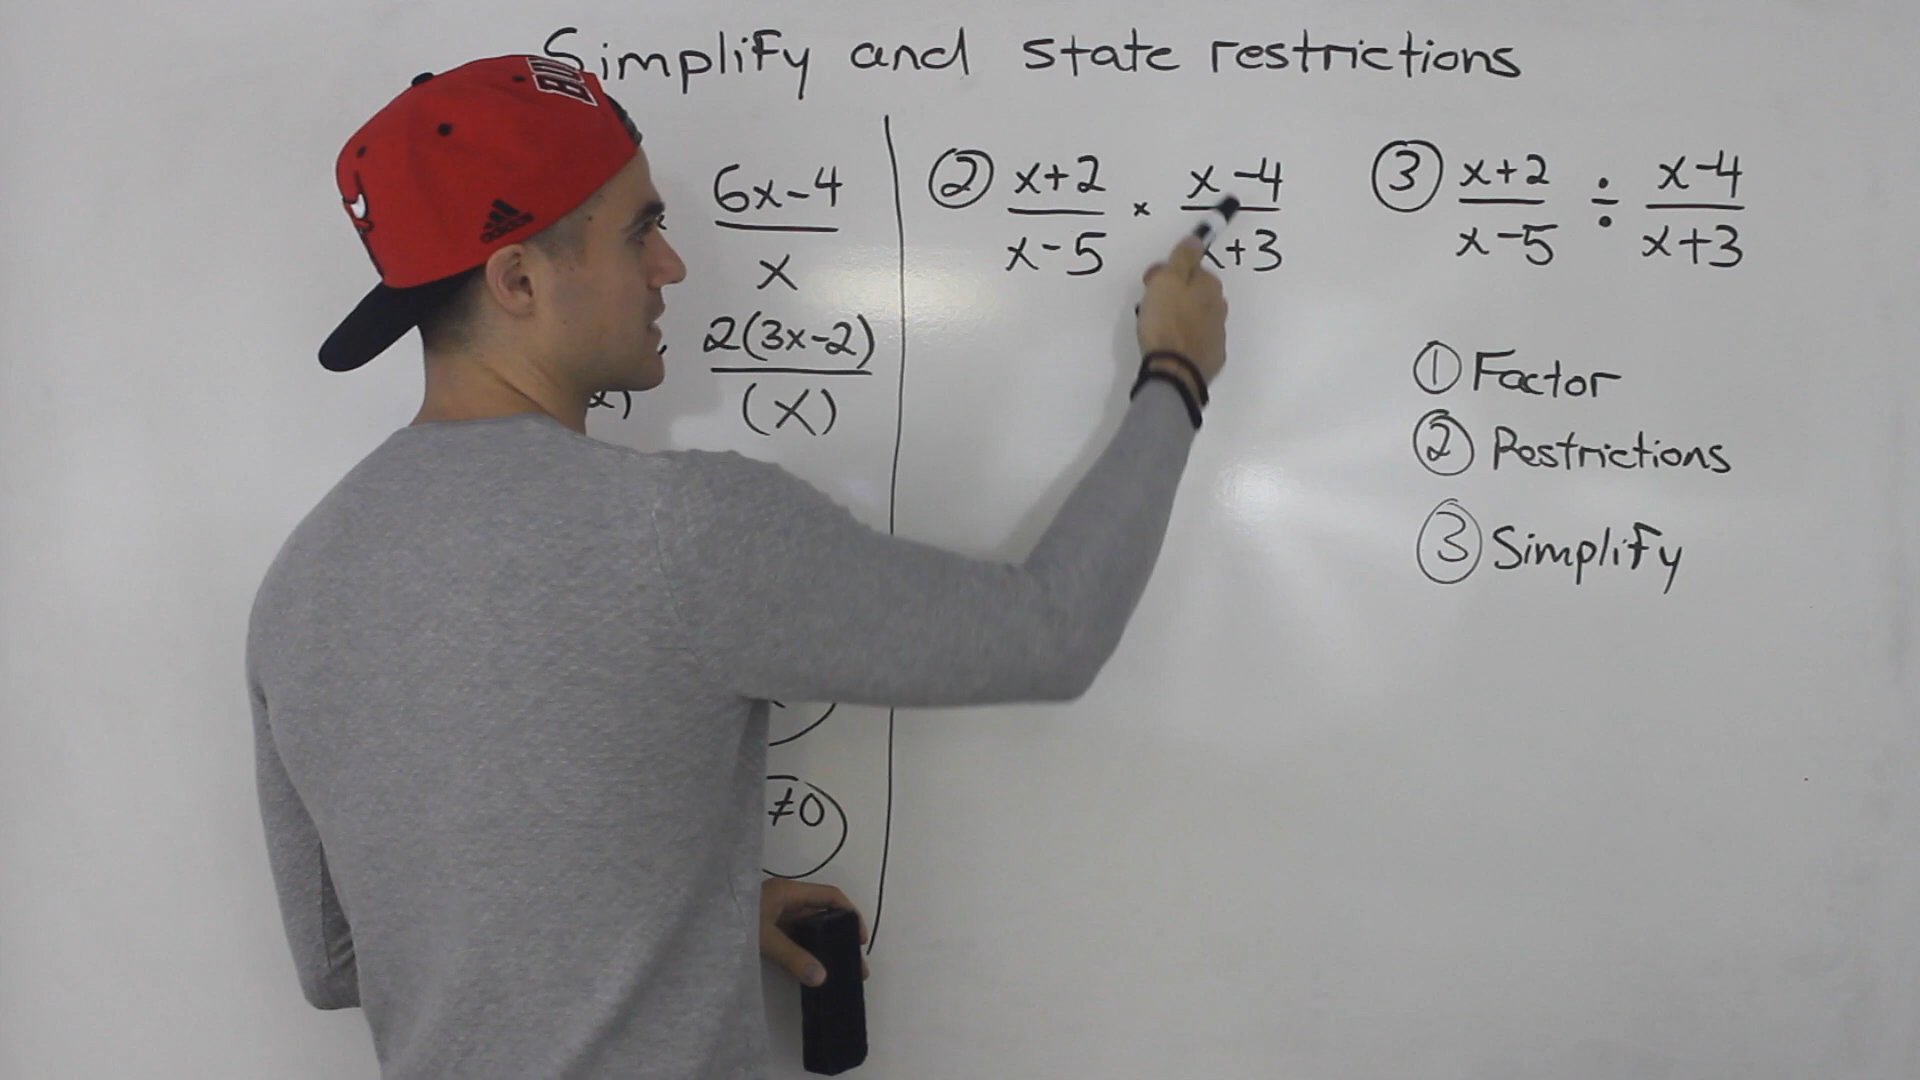 Simplify and state restrictions
6x-4
x
2(3x-2)
(x)
x)
≠0
② x+2 x-4
x-5 × x+3
③ x+2 ÷ x-4
x-5 x+3
① Factor
② Restrictions
③ Simplify